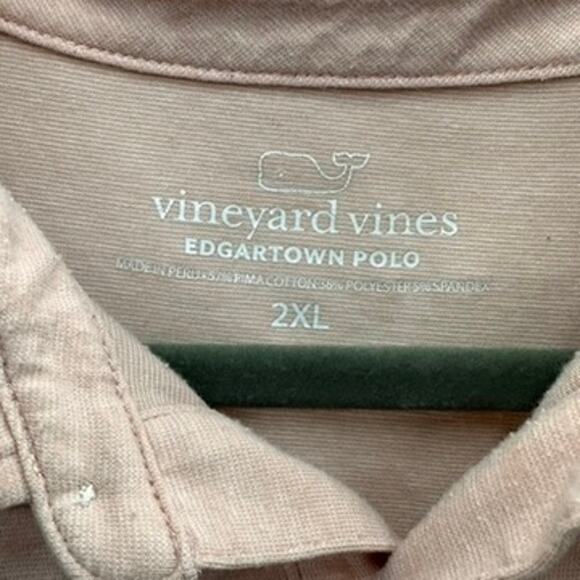 vineyard vines
EDGARTOWN POLO
MADE IN PERU • 57% PIMA COTTON 38% POLYESTER 5% SPANDEX
2XL